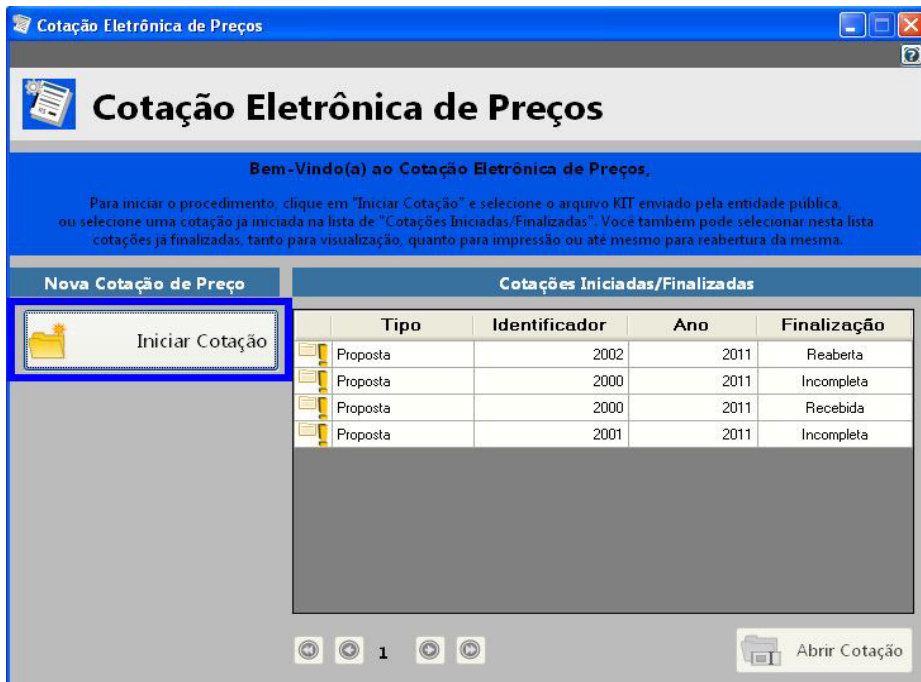 Cotação Eletrônica de Preços
Cotação Eletrônica de Preços
Bem-Vindo(a) ao Cotação Eletrônica de Preços,
Para iniciar o procedimento, clique em "Iniciar Cotação" e selecione o arquivo KIT enviado pela entidade pública,
ou selecione uma cotação já iniciada na lista de "Cotações Iniciadas/Finalizadas". Você tambem pode selecionar nesta lista
cotações já finalizadas, tanto para visualização, quanto para impressão ou até mesmo para reabertura da mesma.
Nova Cotação de Preço
Iniciar Cotação
Cotações Iniciadas/Finalizadas
Tipo Identificador Ano Finalização
Proposta 2002 2011 Reaberta
Proposta 2000 2011 Incompleta
Proposta 2000 2011 Recebida
Proposta 2001 2011 Incompleta
1
Abrir Cotação